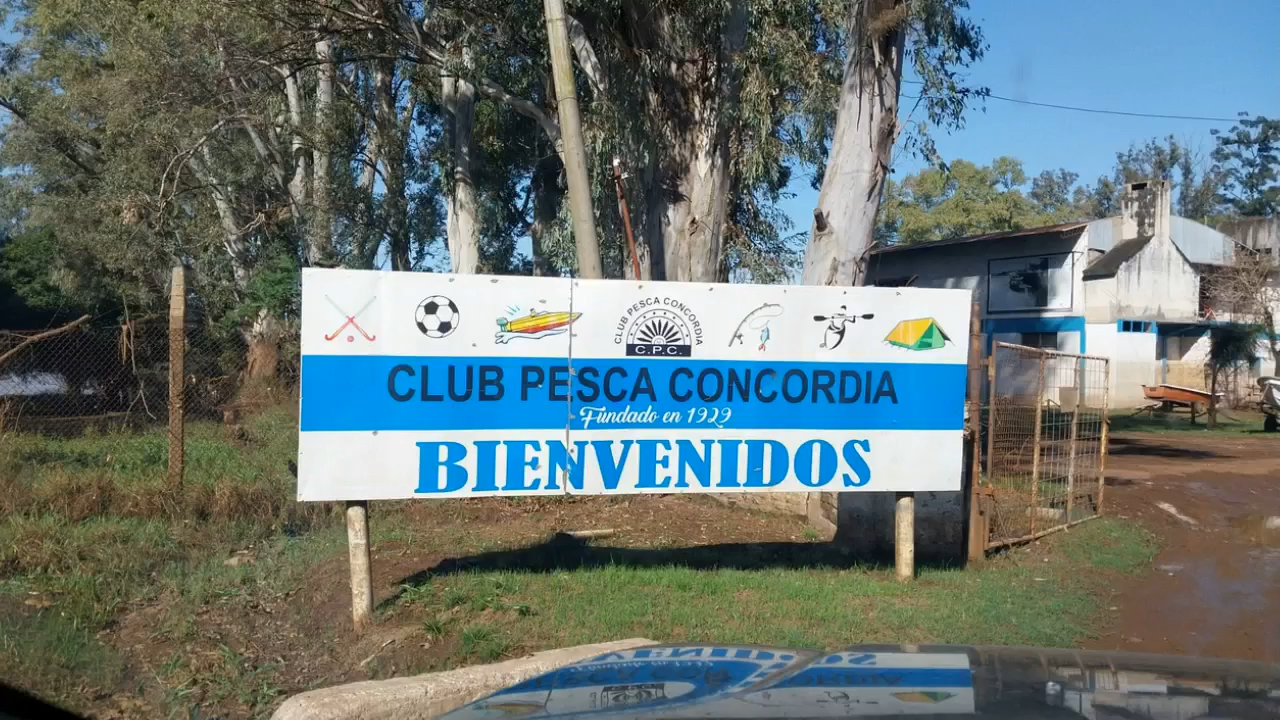 CLUB PESCA CONCORDIA
C.P.C.
CLUB PESCA CONCORDIA
Fundado en 1929
BIENVENIDOS